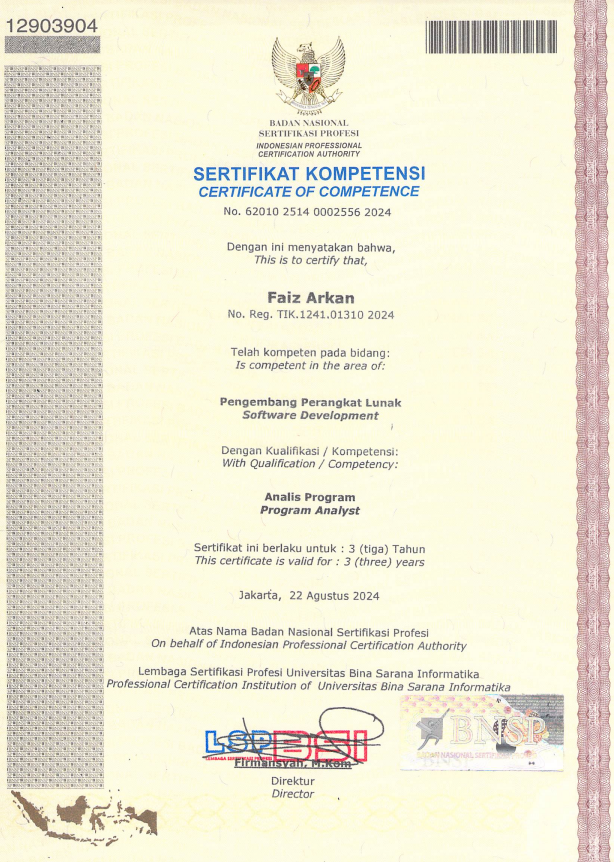 12903904
BADAN NASIONAL
SERTIFIKASI PROFESI
INDONESIAN PROFESSIONAL
CERTIFICATION AUTHORITY
SERTIFIKAT KOMPETENSI
CERTIFICATE OF COMPETENCE
No. 62010 2514 0002556 2024
Dengan ini menyatakan bahwa,
This is to certify that,
Faiz Arkan
No. Reg. TIK.1241.01310 2024
Telah kompeten pada bidang:
Is competent in the area of:
Pengembang Perangkat Lunak
Software Development
Dengan Kualifikasi / Kompetensi:
With Qualification / Competency:
Analis Program
Program Analyst
Sertifikat ini berlaku untuk : 3 (tiga) Tahun
This certificate is valid for : 3 (three) years
Jakarta, 22 Agustus 2024
Atas Nama Badan Nasional Sertifikasi Profesi
On behalf of Indonesian Professional Certification Authority
Lembaga Sertifikasi Profesi Universitas Bina Sarana Informatika
Professional Certification Institution of Universitas Bina Sarana Informatika
BNSP
BADAN NASIONAL SERTIF
LSP BSI
LEMBAGA SERTIFIKASI PROFESI
Firmansyah, M.Kom
Direktur
Director